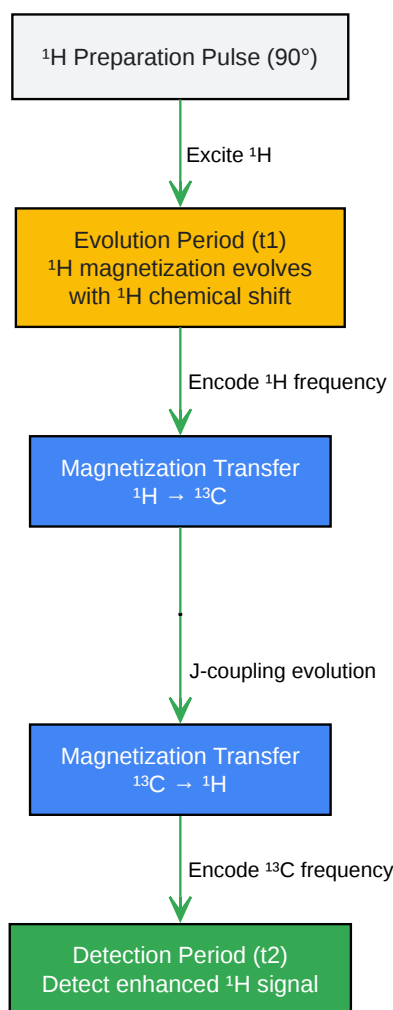 ¹H Preparation Pulse (90°)
Excite ¹H
Evolution Period (t1)
¹H magnetization evolves
with ¹H chemical shift
Encode ¹H frequency
Magnetization Transfer
¹H → ¹³C
J-coupling evolution
Magnetization Transfer
¹³C → ¹H
Encode ¹³C frequency
Detection Period (t2)
Detect enhanced ¹H signal